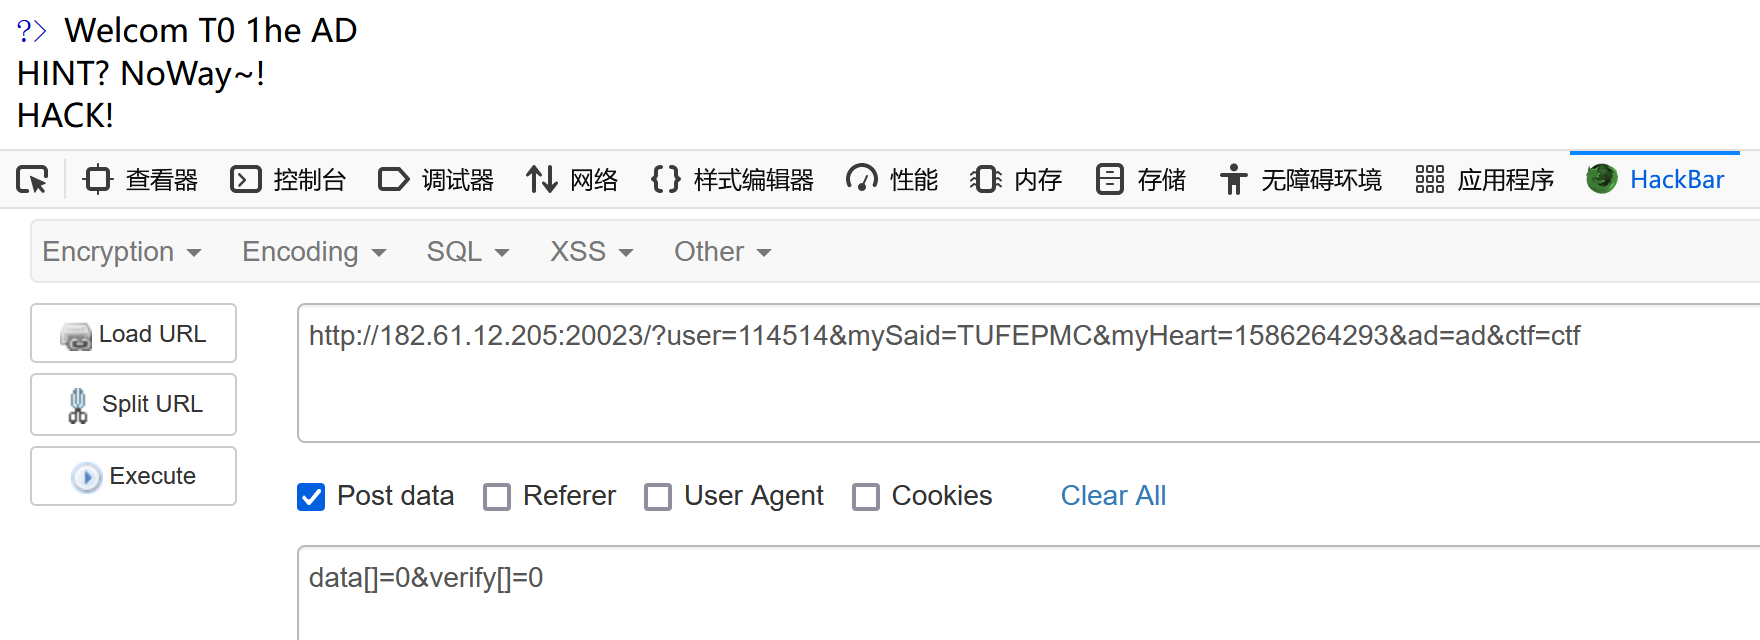 ?> Welcom T0 1he AD
HINT? NoWay~!
HACK!
查看器 控制台 调试器 网络 样式编辑器 性能 内存 存储 无障碍环境 应用程序 HackBar
Encryption Encoding SQL XSS Other
Load URL
http://182.61.12.205:20023/?user=114514&mySaid=TUFEPMC&myHeart=1586264293&ad=ad&ctf=ctf
Split URL
Execute
Post data Referer User Agent Cookies Clear All
data[]=0&verify[]=0